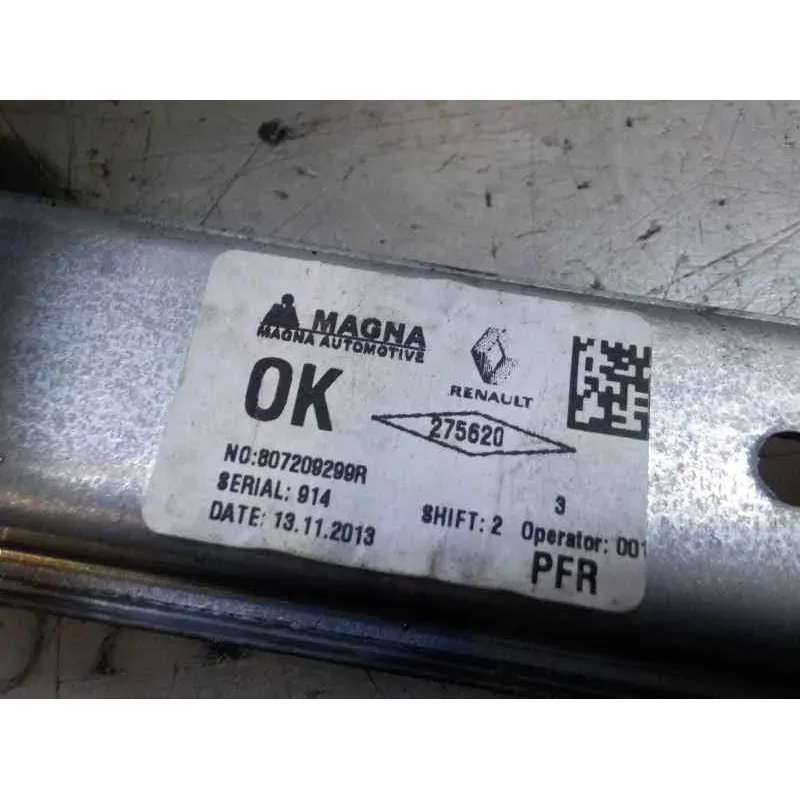 MAGNA
MAGNA AUTOMOTIVE
RENAULT
OK
275620
NO:807209299R
SERIAL: 914
DATE: 13.11.2013
SHIFT: 2
3
Operator: 001
PFR